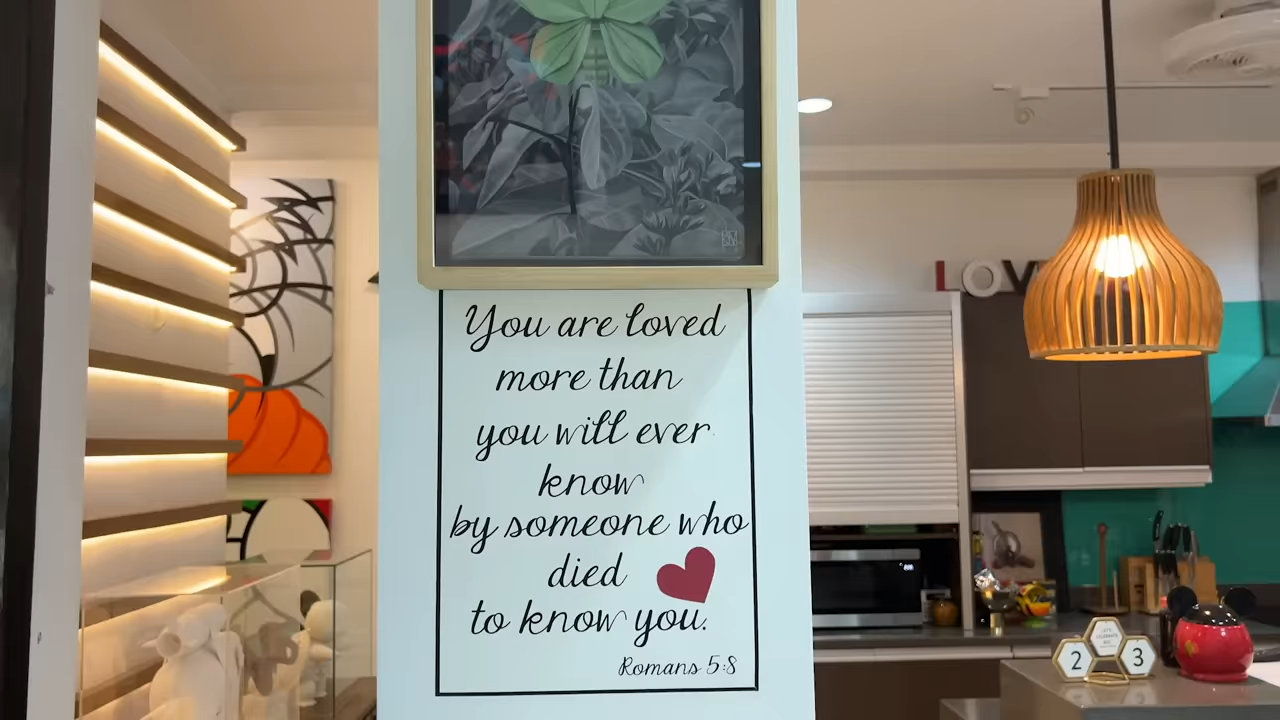 You are loved
more than
you will ever
know
by someone who
died
to know you.
Romans 5:8
LOV
2
3